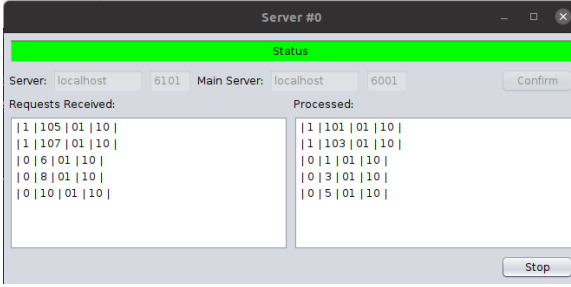 Server #0
Status
Server: localhost 6101 Main Server: localhost 6001 Confirm
Requests Received: Processed:
|1 |105 | 01 |10 | |1 |101 | 01 |10 |
|1 |107 | 01 |10 | |1 |103 | 01 |10 |
| 0 | 6 | 01 | 10 | | 0 | 1 | 01 | 10 |
| 0 | 8 | 01 | 10 | | 0 | 3 | 01 | 10 |
| 0 | 10 | 01 | 10 | | 0 | 5 | 01 | 10 |
Stop